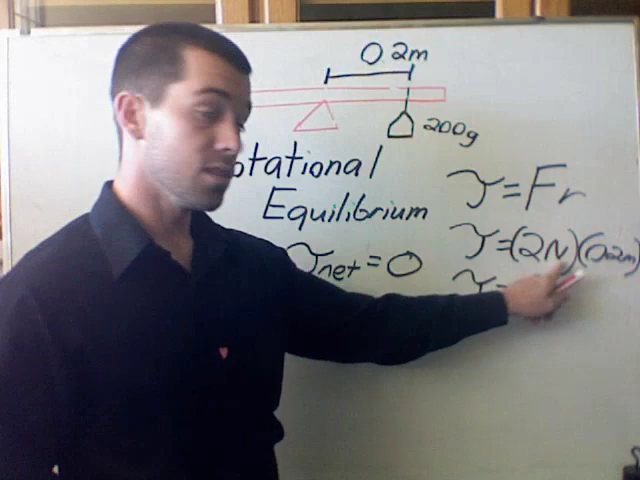 0.2m
200g
otational
Equilibrium
τnet = 0
τ = Fr
τ = (2N)(0.2m)
τ =